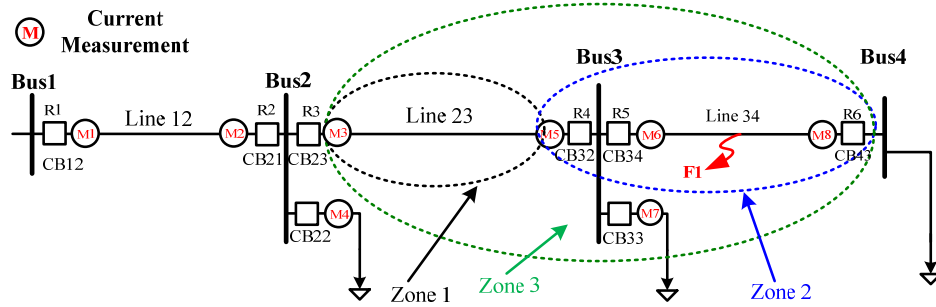 M
Current
Measurement
Bus1
Bus2
Bus3
Bus4
R1
M1
Line 12
M2
R2
R3
M3
Line 23
M5
R4
R5
M6
Line 34
M8
R6
CB12
CB21
CB23
CB32
CB34
CB43
F1
M4
CB22
M7
CB33
Zone 1
Zone 3
Zone 2